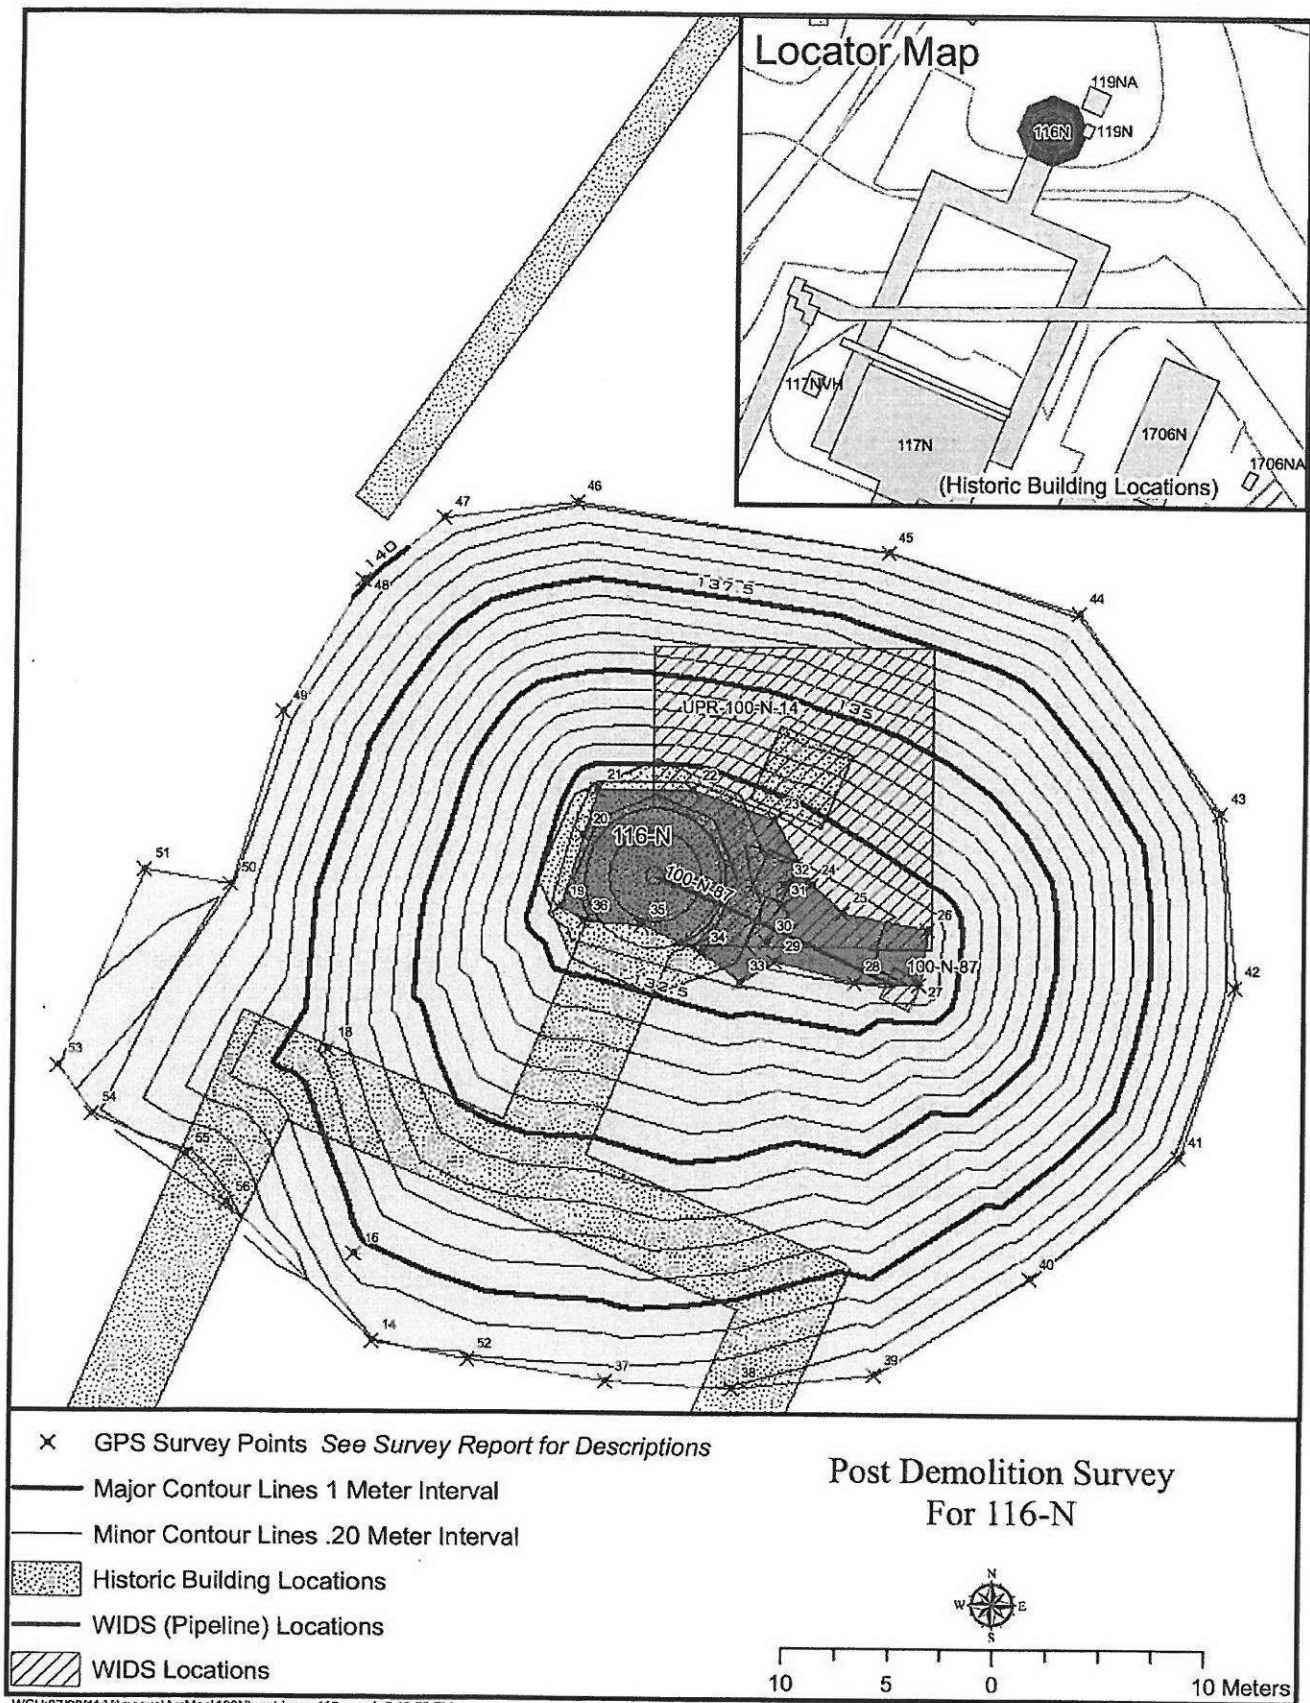 Locator Map
119NA
116N
119N
117NVH
117N
1706N
1706NA
(Historic Building Locations)
46
47
140
48
45
137.5
44
49
UPR-100-N-14
135
21
22
43
23
20
116-N
51
50
32
24
100-N-87
31
19
36
35
25
26
30
34
29
33
28
100-N-87
27
42
132.5
18
53
54
41
55
56
16
40
14
52
37
38
39
GPS Survey Points See Survey Report for Descriptions
Major Contour Lines 1 Meter Interval
Minor Contour Lines .20 Meter Interval
Historic Building Locations
WIDS (Pipeline) Locations
WIDS Locations
Post Demolition Survey
For 116-N
N
W E
S
10 5 0 10 Meters